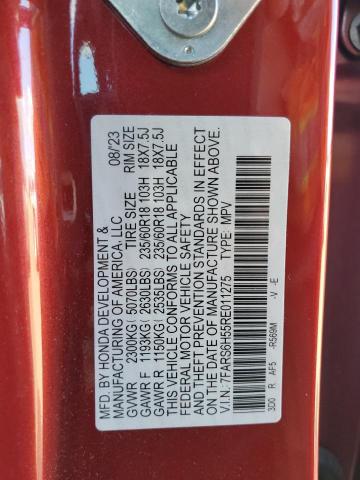 MFD. BY HONDA DEVELOPMENT &
& MANUFACTURING OF AMERICA, LLC 08/23
GVWR 2300KG (5070LBS) TIRE SIZE RIM SIZE
GAWR F 1193KG (2630LBS) 235/60R18 103H 18X7.5J
GAWR R 1150KG (2535LBS) 235/60R18 103H 18X7.5J
THIS VEHICLE CONFORMS TO ALL APPLICABLE
FEDERAL MOTOR VEHICLE SAFETY
AND THEFT PREVENTION STANDARDS IN EFFECT
ON THE DATE OF MANUFACTURE SHOWN ABOVE.
V.I.N: 7FARS6H55RE011275 TYPE: MPV
3D0 R AF5 -R569M -V -E